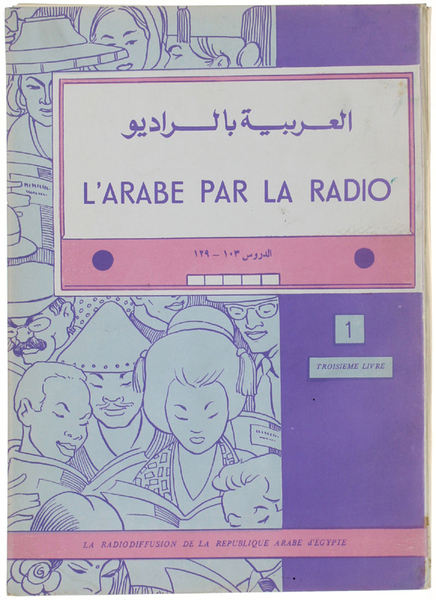 العربية بالراديو
L'ARABE PAR LA RADIO
الدروس ١٠٣ - ١٢٩
1
TROISIEME LIVRE
LA RADIODIFFUSION DE LA REPUBLIQUE ARABE d'EGYPTE